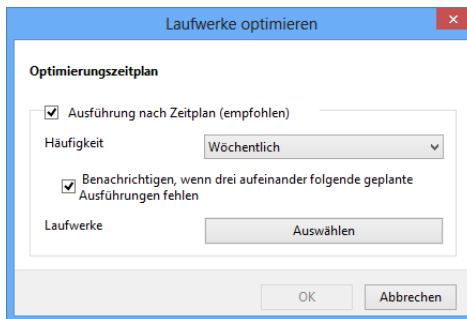 Laufwerke optimieren
Optimierungszeitplan
Ausführung nach Zeitplan (empfohlen)
Häufigkeit Wöchentlich
Benachrichtigen, wenn drei aufeinander folgende geplante
Ausführungen fehlen
Laufwerke Auswählen
OK Abbrechen